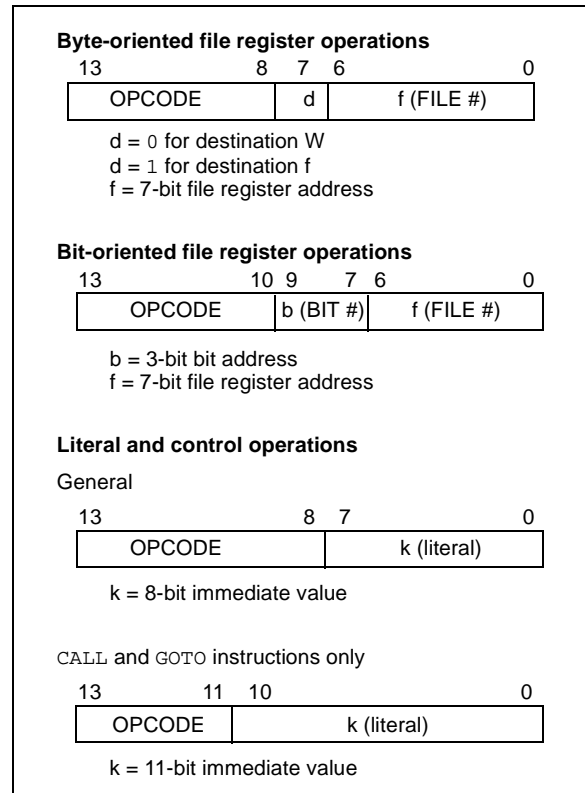 Byte-oriented file register operations
13 8 7 6 0
OPCODE d f (FILE #)
d = 0 for destination W
d = 1 for destination f
f = 7-bit file register address
Bit-oriented file register operations
13 10 9 7 6 0
OPCODE b (BIT #) f (FILE #)
b = 3-bit bit address
f = 7-bit file register address
Literal and control operations
General
13 8 7 0
OPCODE k (literal)
k = 8-bit immediate value
CALL and GOTO instructions only
13 11 10 0
OPCODE k (literal)
k = 11-bit immediate value